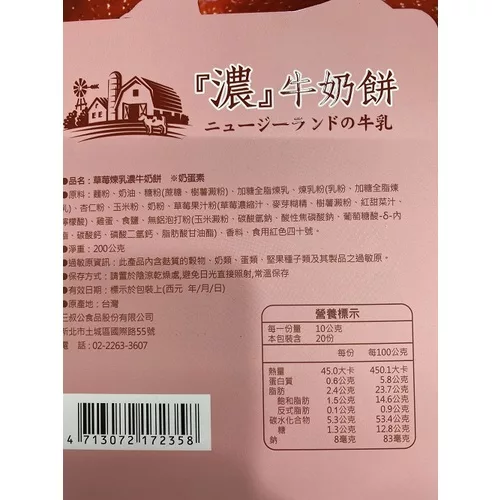 『濃』牛奶餅
ニュージーランドの牛乳
●品名：草莓煉乳濃牛奶餅 ※奶蛋素
●原料：麵粉、奶油、糖粉(蔗糖、樹薯澱粉)、加糖全脂煉乳、煉乳粉(乳粉、加糖全脂煉
乳)、杏仁粉、玉米粉、奶粉、草莓果汁粉(草莓濃縮汁、麥芽糊精、樹薯澱粉、紅甜菜汁、
檸檬酸)、雞蛋、食鹽、無鋁泡打粉(玉米澱粉、碳酸氫鈉、酸性焦磷酸鈉、葡萄糖酸-δ-內
酯、碳酸鈣、磷酸二氫鈣、脂肪酸甘油酯)、香料、食用紅色四十號。
●淨重：200公克
●過敏原資訊：此產品內含麩質的穀物、奶類、蛋類、堅果種子類及其製品之過敏原。
●保存方式：請置於陰涼乾燥處,避免日光直接照射,常溫保存
●有效日期：標示於包裝上(西元 年/月/日)
●原產地：台灣
王叔公食品股份有限公司
新北市土城區國際路55號
電話：02-2263-3607
營養標示
每一份量 10公克
本包裝含 20份
每份 每100公克
熱量 45.0大卡 450.1大卡
蛋白質 0.6公克 5.8公克
脂肪 2.4公克 23.7公克
飽和脂肪 1.5公克 14.6公克
反式脂肪 0.1公克 0.9公克
碳水化合物 5.3公克 53.4公克
糖 1.3公克 12.8公克
鈉 8毫克 83毫克
4 713072 172358